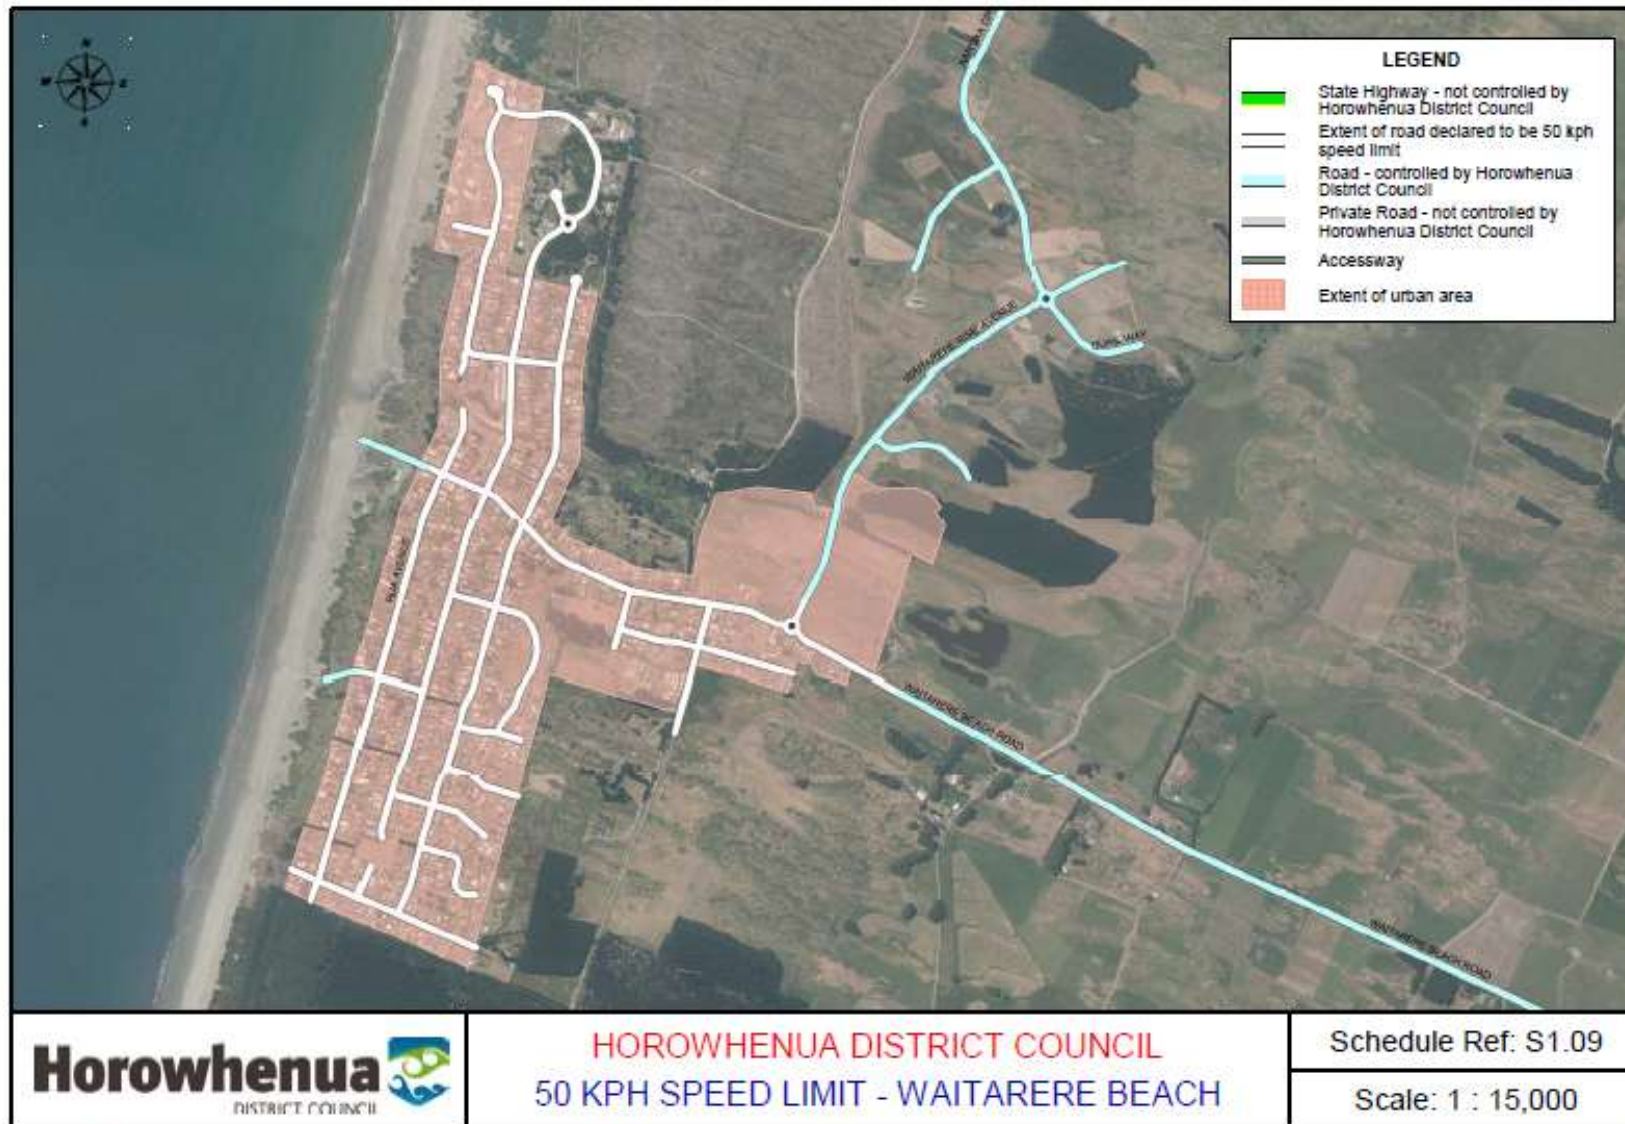 LEGEND
State Highway - not controlled by
Horowhenua District Council
Extent of road declared to be 50 kph
speed limit
Road - controlled by Horowhenua
District Council
Private Road - not controlled by
Horowhenua District Council
Accessway
Extent of urban area
N
WAITARERE RISE AVENUE
WAITARERE BEACH ROAD
WAITARERE BEACH ROAD
Horowhenua
DISTRICT COUNCIL
HOROWHENUA DISTRICT COUNCIL
50 KPH SPEED LIMIT - WAITARERE BEACH
Schedule Ref: S1.09
Scale: 1 : 15,000